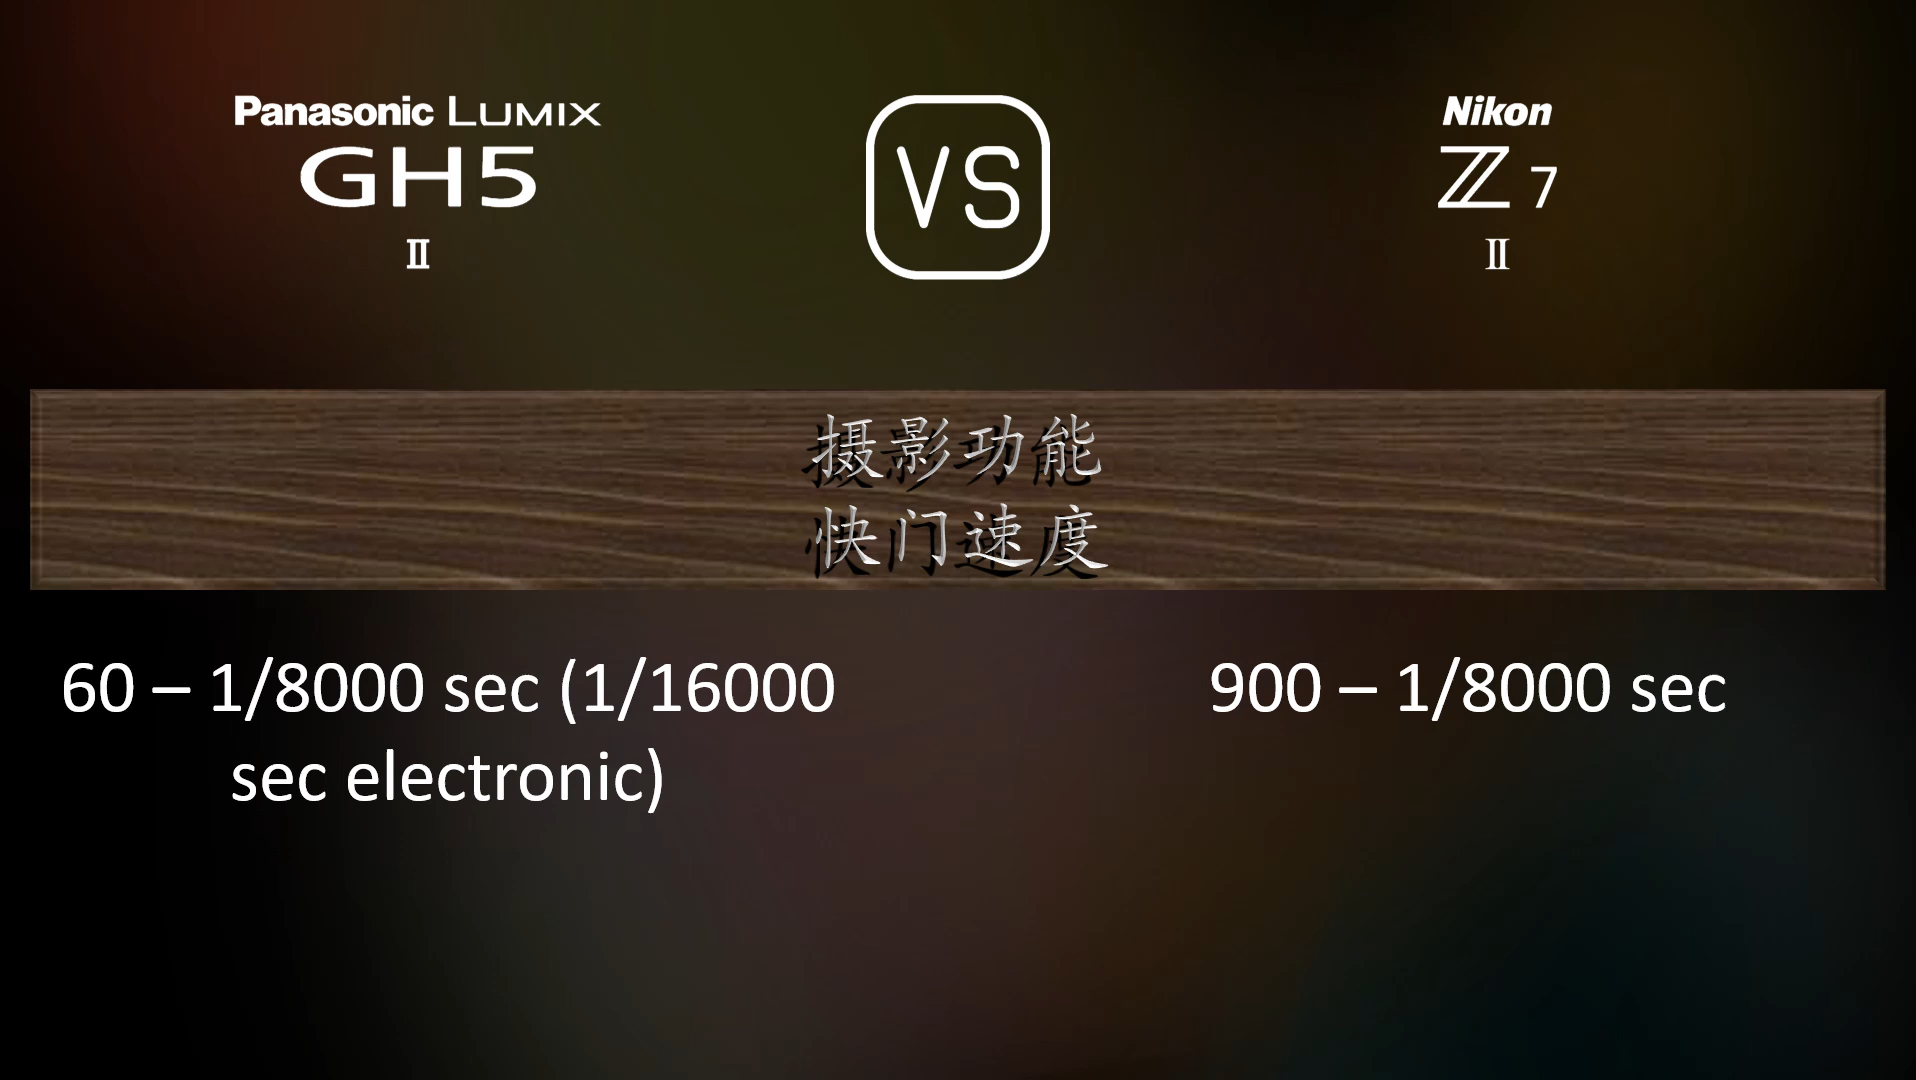 Panasonic LUMIX
GH5
II
VS
Nikon
Z 7
II
摄影功能
快门速度
60 – 1/8000 sec (1/16000
sec electronic)
900 – 1/8000 sec